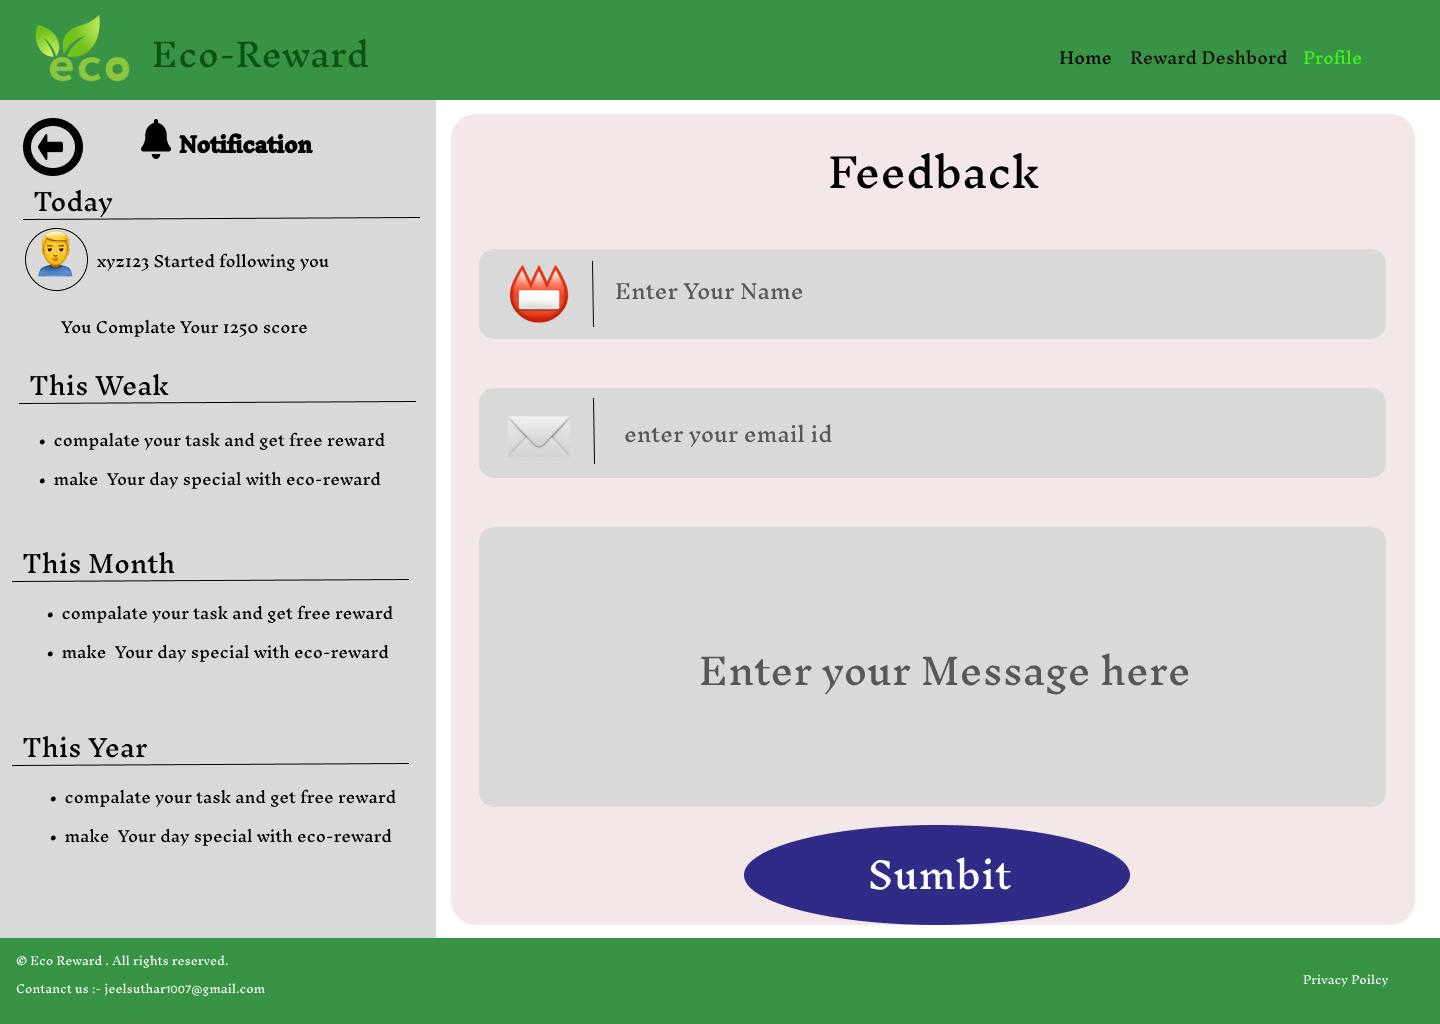 eco
Eco-Reward
Home Reward Deshbord Profile
Notification
Today
xyz123 Started following you
You Complate Your 1250 score
This Weak
• compalate your task and get free reward
• make Your day special with eco-reward
This Month
• compalate your task and get free reward
• make Your day special with eco-reward
This Year
• compalate your task and get free reward
• make Your day special with eco-reward
Feedback
Enter Your Name
enter your email id
Enter your Message here
Sumbit
© Eco Reward . All rights reserved.
Contanct us :- jeelsuthar1007@gmail.com
Privacy Poilcy